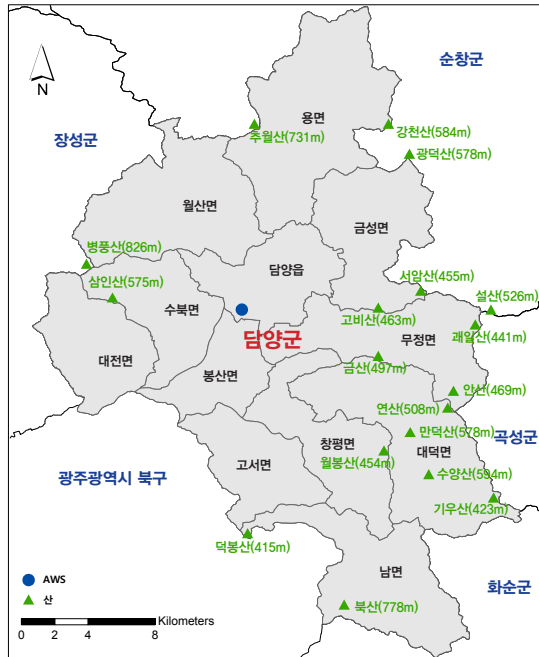 순창군
N
용면
강천산(584m)
추월산(731m)
장성군
광덕산(578m)
월산면
금성면
병풍산(826m)
담양읍
삼인산(575m)
서암산(455m)
수북면
설산(526m)
고비산(463m)
담양군
무정면
괘일산(441m)
대전면
금산(497m)
봉산면
안산(469m)
연산(508m)
창평면
만덕산(578m)
곡성군
대덕면
고서면
월봉산(454m)
광주광역시 북구
수양산(594m)
기우산(423m)
덕봉산(415m)
남면
화순군
AWS
산
북산(778m)
Kilometers
0 2 4 8